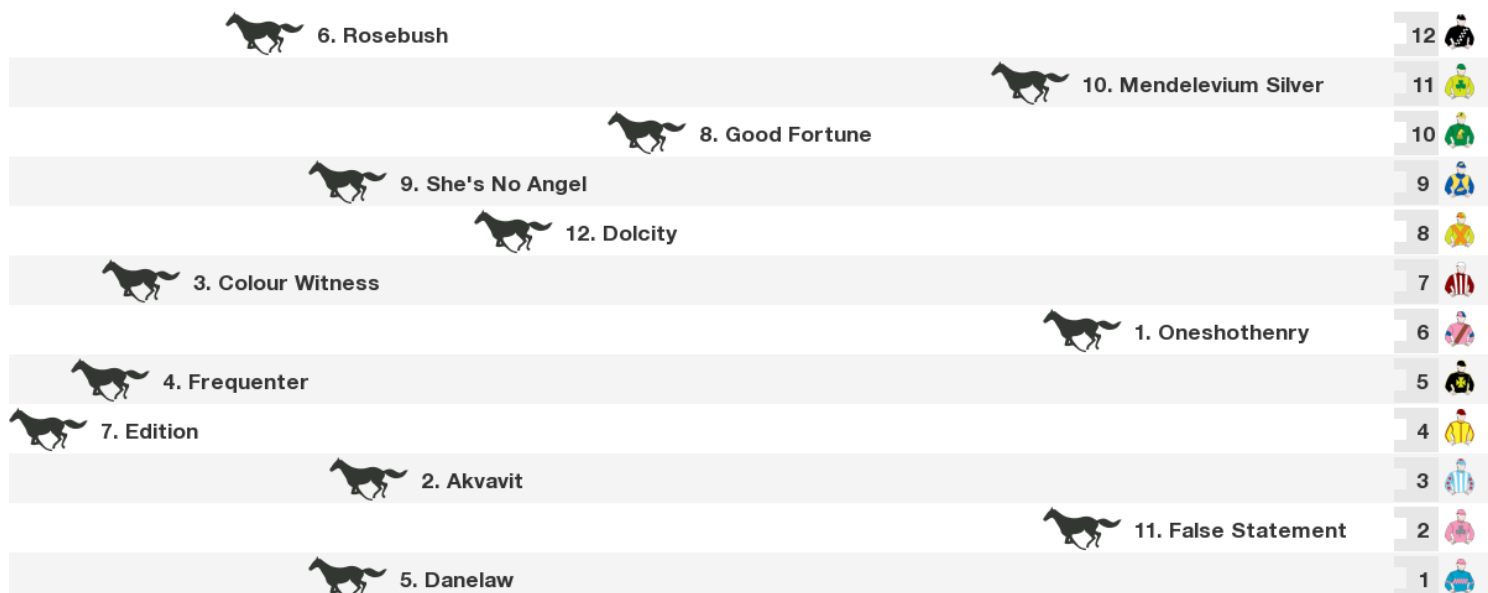 6. Rosebush 12
10. Mendelevium Silver 11
8. Good Fortune 10
9. She's No Angel 9
12. Dolcity 8
3. Colour Witness 7
1. Oneshothenry 6
4. Frequenter 5
7. Edition 4
2. Akvavit 3
11. False Statement 2
5. Danelaw 1